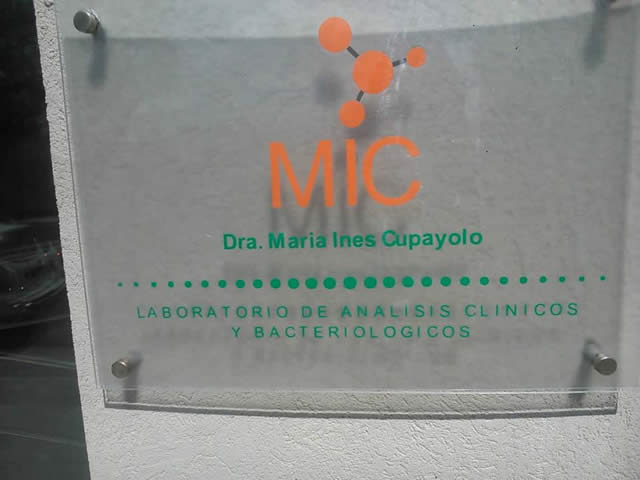 MIC
Dra. Maria Ines Cupayolo
LABORATORIO DE ANALISIS CLINICOS
Y BACTERIOLOGICOS